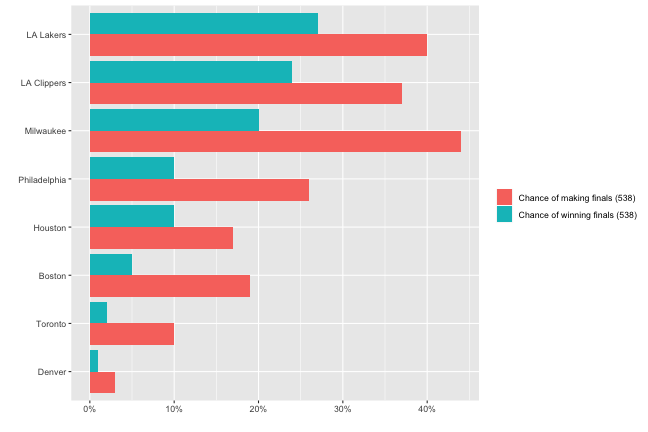 LA Lakers
LA Clippers
Milwaukee
Philadelphia
Houston
Boston
Toronto
Denver
0% 10% 20% 30% 40%
Chance of making finals (538)
Chance of winning finals (538)